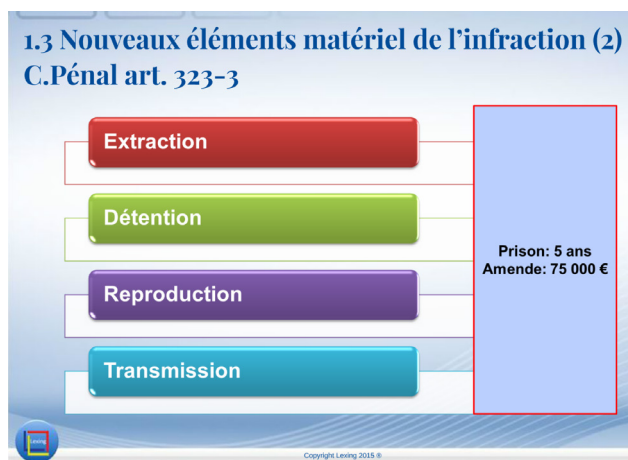 1.3 Nouveaux éléments matériel de l'infraction (2)
C.Pénal art. 323-3
Extraction
Détention
Reproduction
Transmission
Prison: 5 ans
Amende: 75 000 €
Lexing
Copyright Lexing 2015 ®